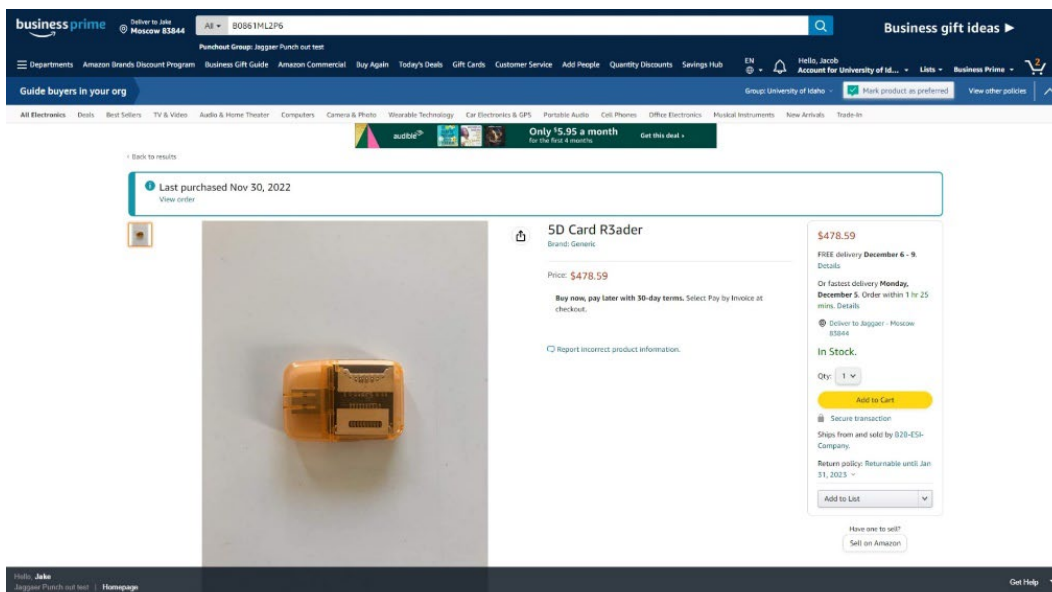 business prime
Deliver to Jake
Moscow 83844
All
B0861ML2P6
Business gift ideas ▶
Punchout Group: Jaggaer Punch out test
Departments Amazon Brands Discount Program Business Gift Guide Amazon Commercial Buy Again Today's Deals Gift Cards Customer Service Add People Quantity Discounts Savings Hub
EN
Hello, Jacob
Account for University of Id... Lists Business Prime 2
Guide buyers in your org
Group: University of Idaho
Mark product as preferred
View other policies
All Electronics Deals Best Sellers TV & Video Audio & Home Theater Computers Camera & Photo Wearable Technology Car Electronics & GPS Portable Audio Cell Phones Office Electronics Musical Instruments New Arrivals Trade-In
audible
Only $5.95 a month
for the first 4 months
Get this deal ›
‹ Back to results
Last purchased Nov 30, 2022
View order
5D Card R3ader
Brand: Generic
Price: $478.59
Buy now, pay later with 30-day terms. Select Pay by Invoice at
checkout.
Report incorrect product information.
$478.59
FREE delivery December 6 - 9.
Details
Or fastest delivery Monday,
December 5. Order within 1 hr 25
mins. Details
Deliver to Jaggaer - Moscow
83844
In Stock.
Qty: 1
Add to Cart
Secure transaction
Ships from and sold by B2B-ESI-
Company.
Return policy: Returnable until Jan
31, 2023
Add to List
Have one to sell?
Sell on Amazon
Hello, Jake
Jaggaer Punch out test | Homepage
Get Help